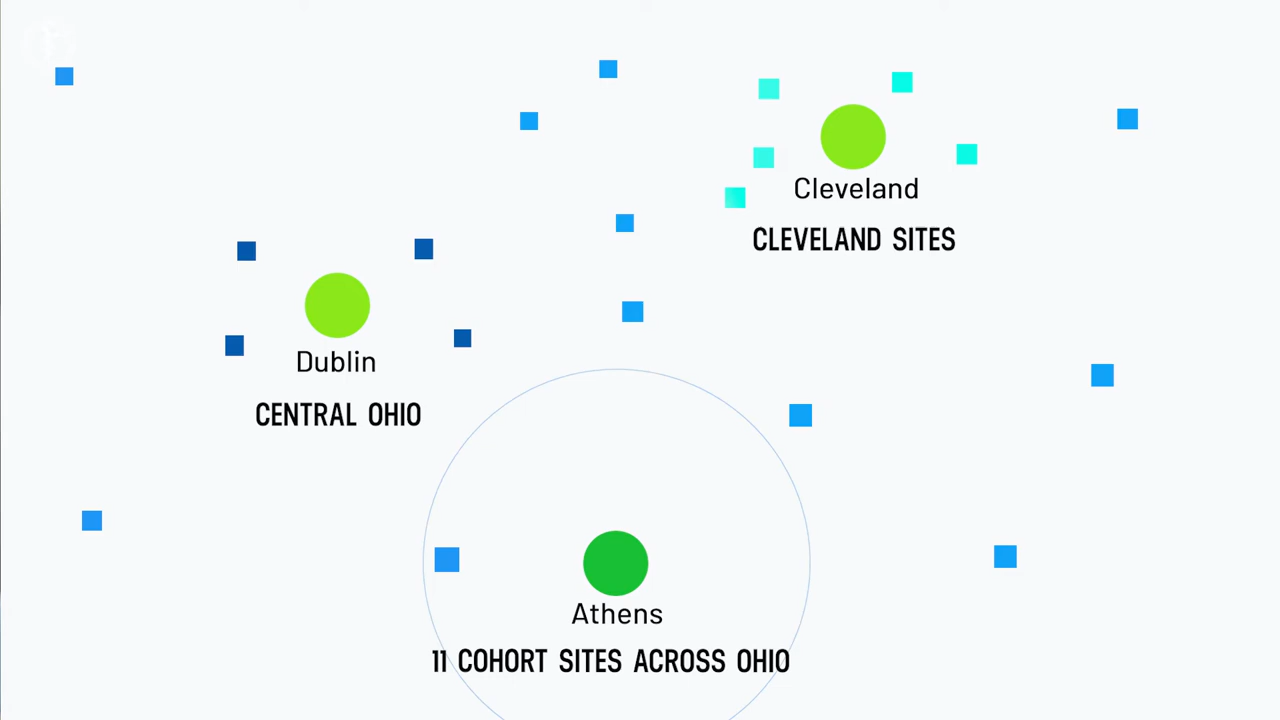 Cleveland
CLEVELAND SITES
Dublin
CENTRAL OHIO
Athens
11 COHORT SITES ACROSS OHIO